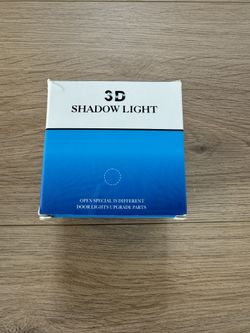 3D
SHADOW LIGHT
OPEN SPECIAL IS DIFFERENT
DOOR LIGHTS UPGRADE PARTS